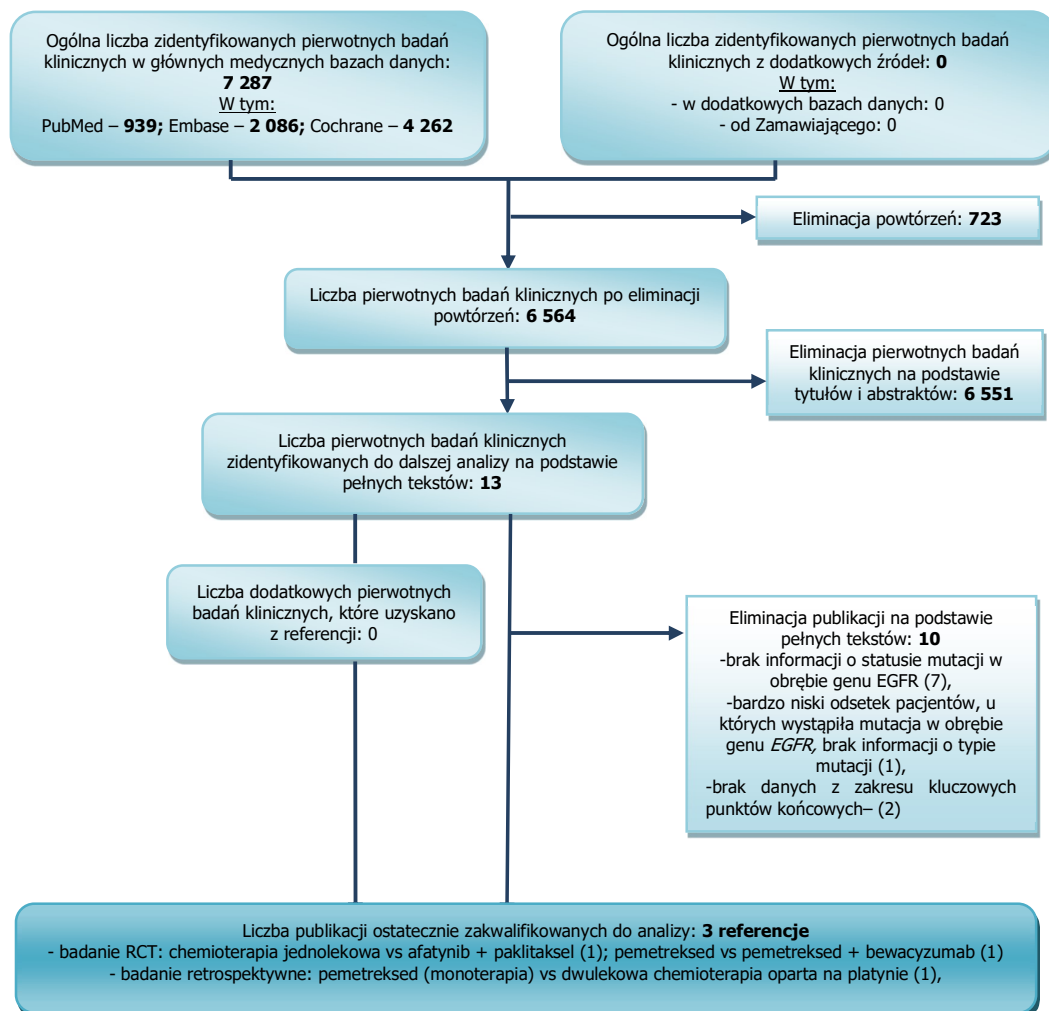 Ogólna liczba zidentyfikowanych pierwotnych badań
klinicznych w głównych medycznych bazach danych:
7 287
W tym:
PubMed – 939; Embase – 2 086; Cochrane – 4 262
Ogólna liczba zidentyfikowanych pierwotnych badań
klinicznych z dodatkowych źródeł: 0
W tym:
- w dodatkowych bazach danych: 0
- od Zamawiającego: 0
Eliminacja powtórzeń: 723
Liczba pierwotnych badań klinicznych po eliminacji
powtórzeń: 6 564
Eliminacja pierwotnych badań
klinicznych na podstawie
tytułów i abstraktów: 6 551
Liczba pierwotnych badań klinicznych
zidentyfikowanych do dalszej analizy na podstawie
pełnych tekstów: 13
Liczba dodatkowych pierwotnych
badań klinicznych, które uzyskano
z referencji: 0
Eliminacja publikacji na podstawie
pełnych tekstów: 10
-brak informacji o statusie mutacji w
obrębie genu EGFR (7),
-bardzo niski odsetek pacjentów, u
których wystąpiła mutacja w obrębie
genu EGFR, brak informacji o typie
mutacji (1),
-brak danych z zakresu kluczowych
punktów końcowych– (2)
Liczba publikacji ostatecznie zakwalifikowanych do analizy: 3 referencje
- badanie RCT: chemioterapia jednolekowa vs afatynib + paklitaksel (1); pemetreksed vs pemetreksed + bewacyzumab (1)
- badanie retrospektywne: pemetreksed (monoterapia) vs dwulekowa chemioterapia oparta na platynie (1),